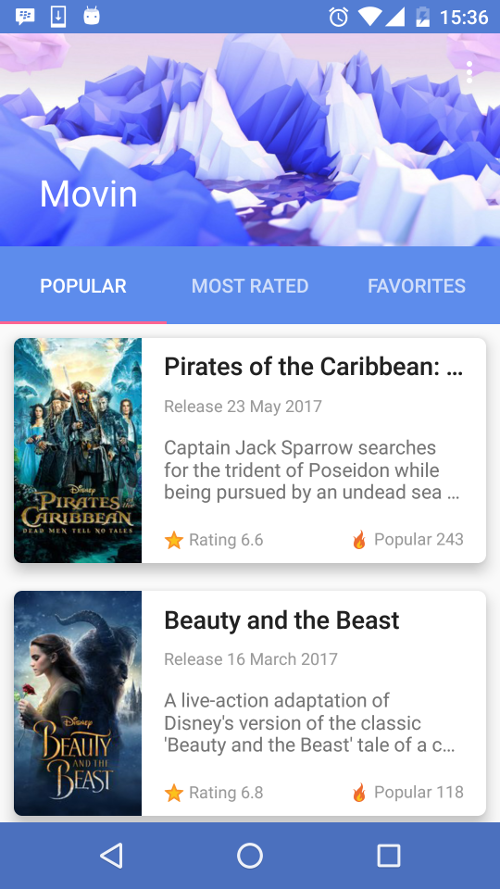 15:36
Movin
POPULAR MOST RATED FAVORITES
Pirates of the Caribbean: ...
Release 23 May 2017
Captain Jack Sparrow searches
for the trident of Poseidon while
being pursued by an undead sea ...
Rating 6.6 Popular 243
Disney
PIRATES of the
CARIBBEAN
DEAD MEN TELL NO TALES
Beauty and the Beast
Release 16 March 2017
A live-action adaptation of
Disney's version of the classic
'Beauty and the Beast' tale of a c...
Rating 6.8 Popular 118
Disney
BEAUTY
AND THE
BEAST